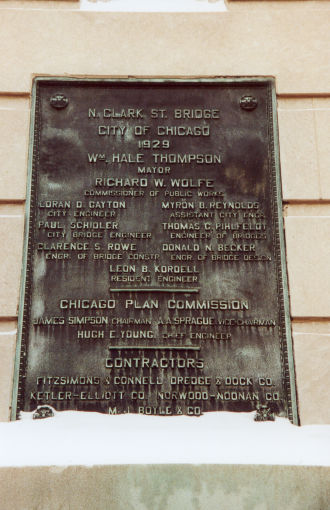 N. CLARK ST. BRIDGE
CITY OF CHICAGO
1929
WM. HALE THOMPSON
MAYOR
RICHARD W. WOLFE
COMMISSIONER OF PUBLIC WORKS
LORAN D. GAYTON MYRON B. REYNOLDS
CITY ENGINEER ASSISTANT CITY ENGR.
PAUL SCHIOLER THOMAS G. PIHLFELDT
CITY BRIDGE ENGINEER ENGINEER OF BRIDGES
CLARENCE S. ROWE DONALD N. BECKER
ENGR. OF BRIDGE CONSTR. ENGR. OF BRIDGE DESIGN
LEON B. KORDELL
RESIDENT ENGINEER
CHICAGO PLAN COMMISSION
JAMES SIMPSON CHAIRMAN A.A. SPRAGUE VICE-CHAIRMAN
HUGH E. YOUNG, CHIEF ENGINEER
CONTRACTORS
FITZSIMONS & CONNELL DREDGE & DOCK CO.
KETLER-ELLIOTT CO. NORWOOD-NOONAN CO.
M. J. BOYLE & CO.